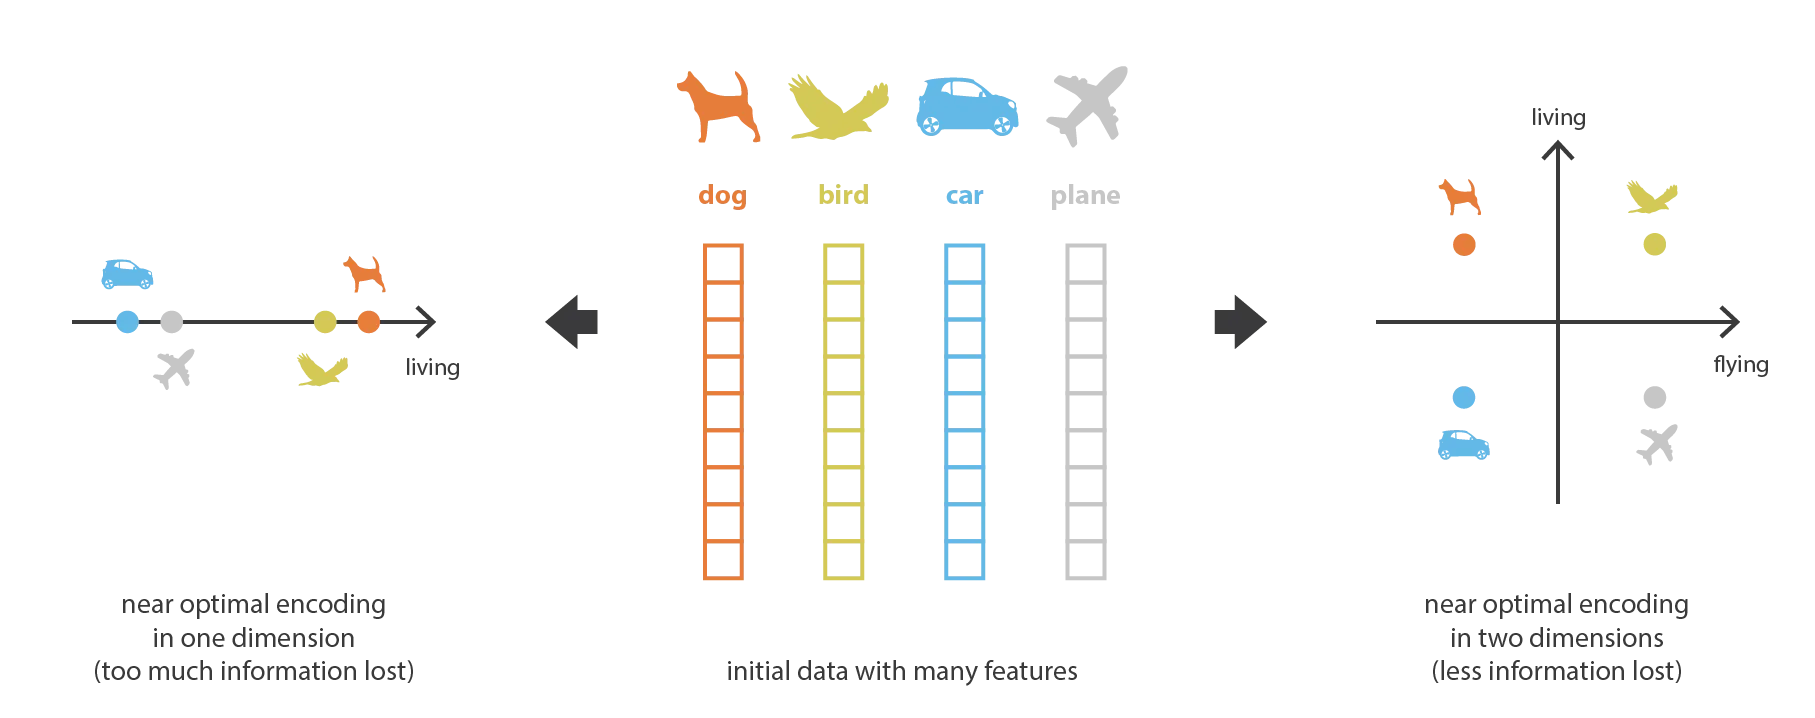 dog
bird
car
plane
living
near optimal encoding
in one dimension
(too much information lost)
initial data with many features
living
flying
near optimal encoding
in two dimensions
(less information lost)